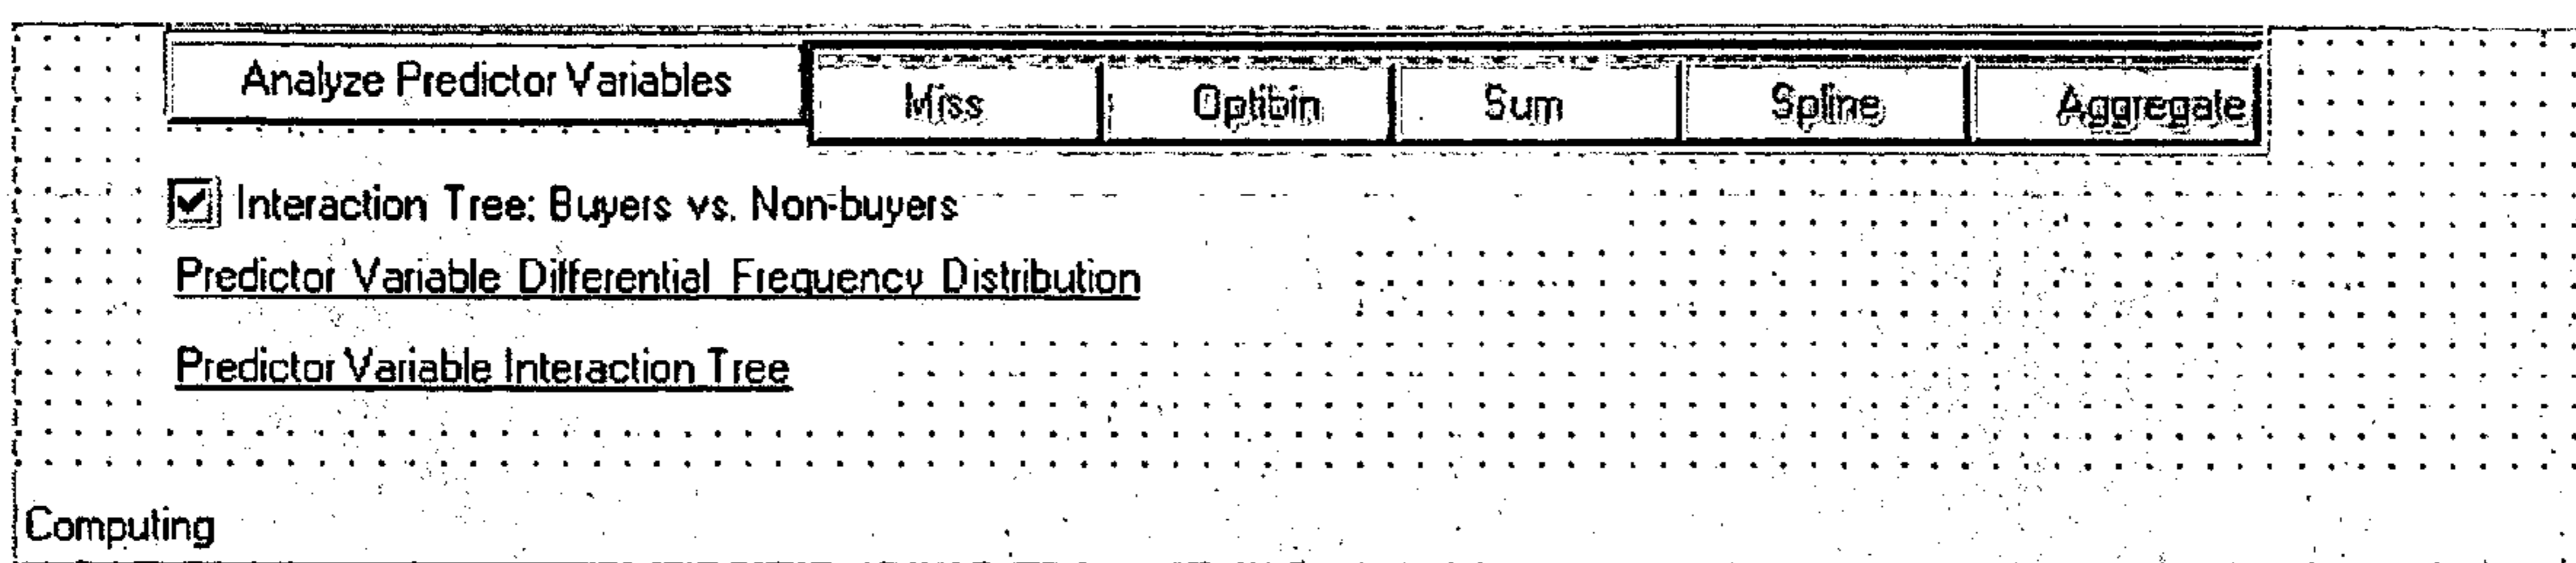 Analyze Predictor Variables Miss Optibin Sum Spline Aggregate
Interaction Tree: Buyers vs. Non-buyers
Predictor Variable Differential Frequency Distribution
Predictor Variable Interaction Tree
Computing